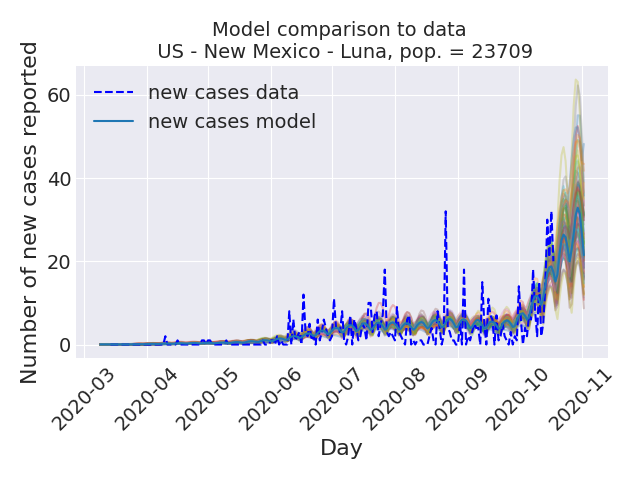 Model comparison to data
US - New Mexico - Luna, pop. = 23709
Number of new cases reported
60
40
20
0
new cases data
new cases model
2020-03
2020-04
2020-05
2020-06
2020-07
2020-08
2020-09
2020-10
2020-11
Day